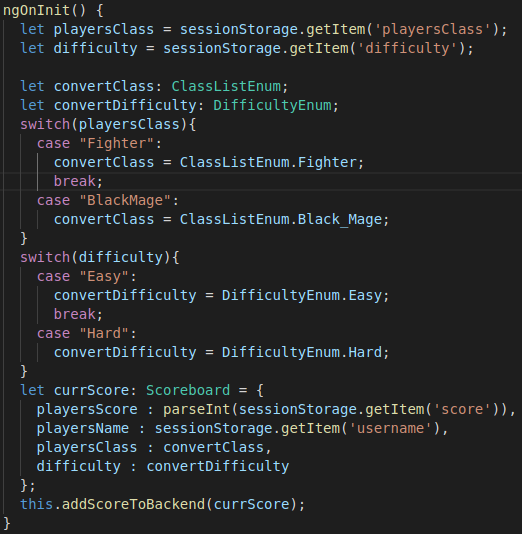 ngOnInit() {
  let playersClass = sessionStorage.getItem('playersClass');
  let difficulty = sessionStorage.getItem('difficulty');

  let convertClass: ClassListEnum;
  let convertDifficulty: DifficultyEnum;
  switch(playersClass){
    case "Fighter":
      convertClass = ClassListEnum.Fighter;
      break;
    case "BlackMage":
      convertClass = ClassListEnum.Black_Mage;
  }
  switch(difficulty){
    case "Easy":
      convertDifficulty = DifficultyEnum.Easy;
      break;
    case "Hard":
      convertDifficulty = DifficultyEnum.Hard;
  }
  let currScore: Scoreboard = {
    playersScore : parseInt(sessionStorage.getItem('score')),
    playersName : sessionStorage.getItem('username'),
    playersClass : convertClass,
    difficulty : convertDifficulty
  };
  this.addScoreToBackend(currScore);
}